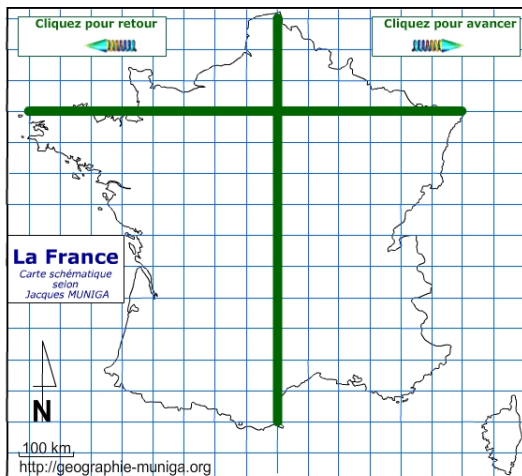 Cliquez pour retour
Cliquez pour avancer
La France
Carte schématique
selon
Jacques MUNIGA
N
100 km
http://geographie-muniga.org